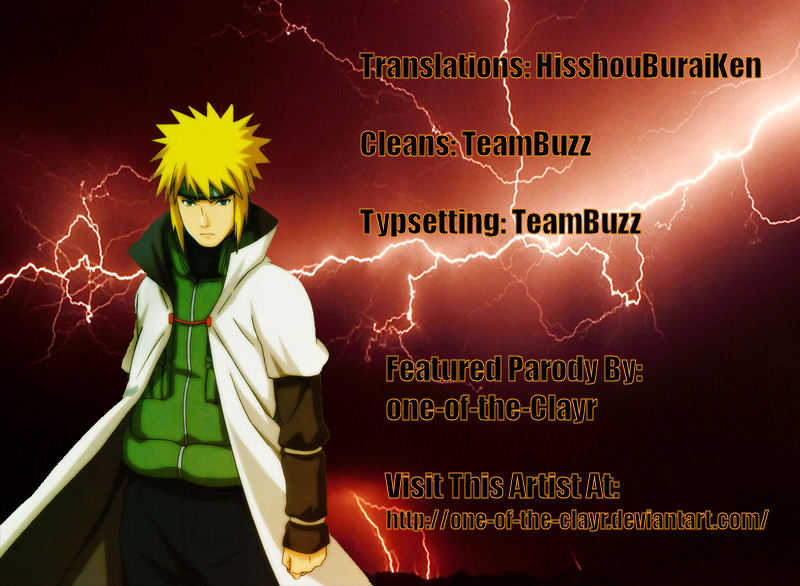 Translations: HisshouBuraiKen
Cleans: TeamBuzz
Typsetting: TeamBuzz
Featured Parody By:
one-of-the-Clayr
Visit This Artist At:
http://one-of-the-clayr.deviantart.com/